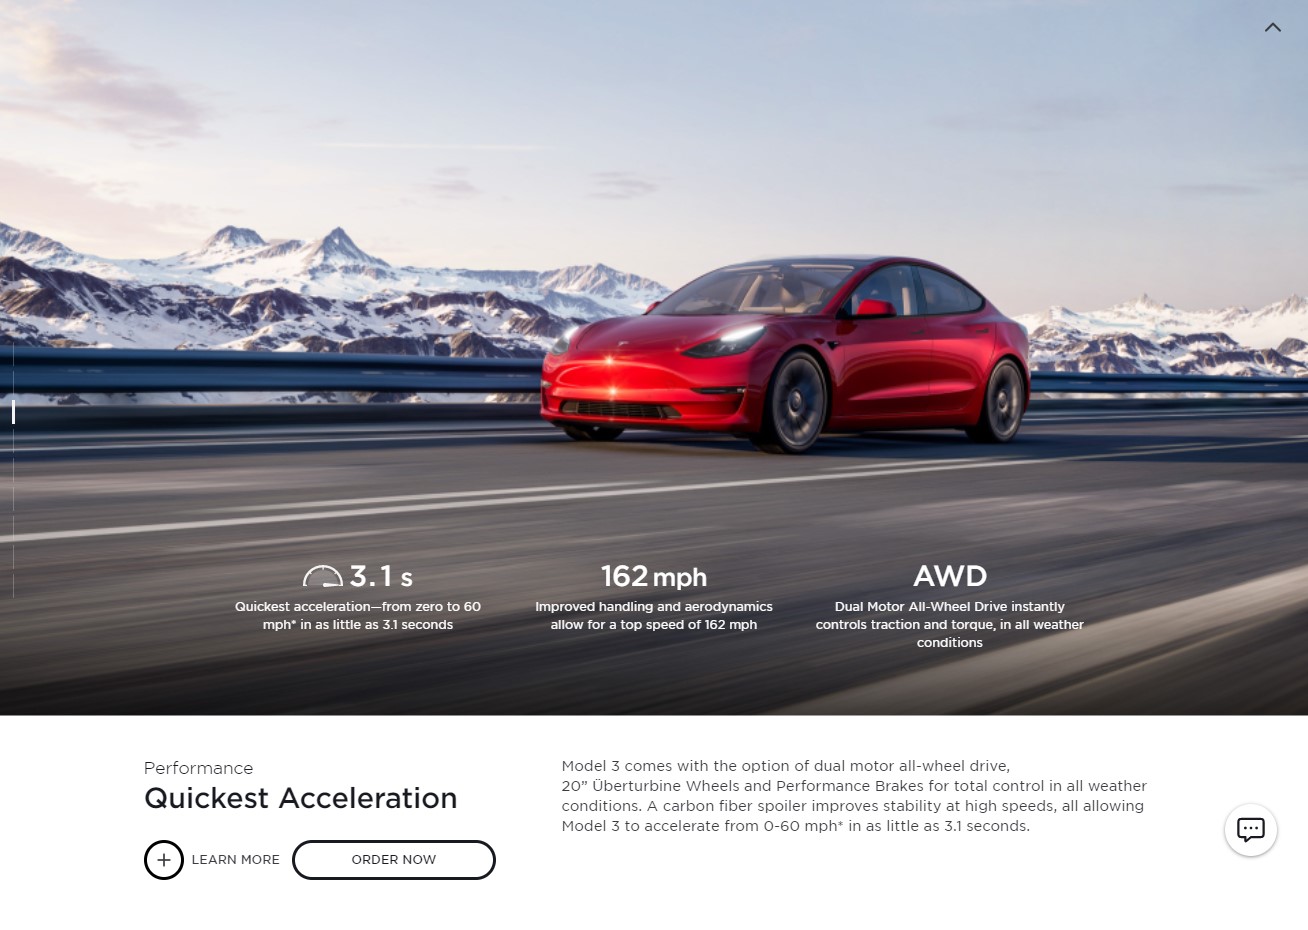 3.1 s
Quickest acceleration—from zero to 60
mph* in as little as 3.1 seconds
162 mph
Improved handling and aerodynamics
allow for a top speed of 162 mph
AWD
Dual Motor All-Wheel Drive instantly
controls traction and torque, in all weather
conditions
Performance
Quickest Acceleration
LEARN MORE
ORDER NOW
Model 3 comes with the option of dual motor all-wheel drive,
20” Überturbine Wheels and Performance Brakes for total control in all weather
conditions. A carbon fiber spoiler improves stability at high speeds, all allowing
Model 3 to accelerate from 0-60 mph* in as little as 3.1 seconds.